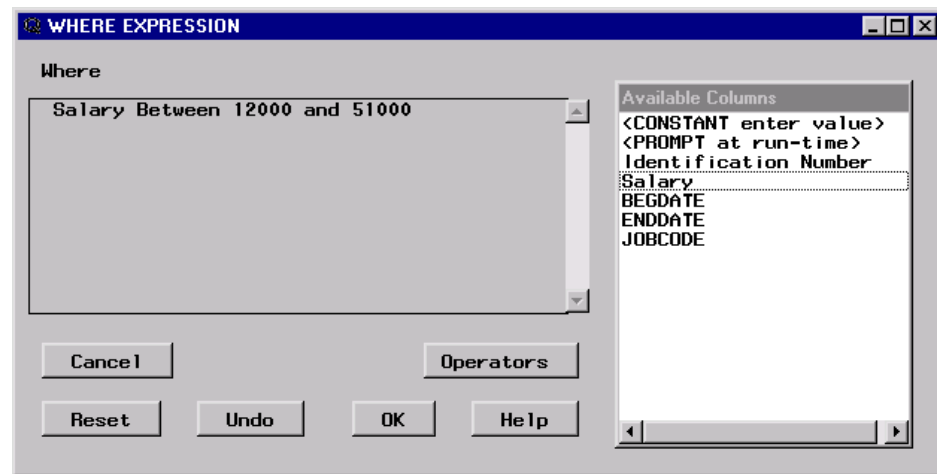 WHERE EXPRESSION
Where
Salary Between 12000 and 51000
Available Columns
<CONSTANT enter value>
<PROMPT at run-time>
Identification Number
Salary
BEGDATE
ENDDATE
JOBCODE
Cancel
Operators
Reset
Undo
OK
Help